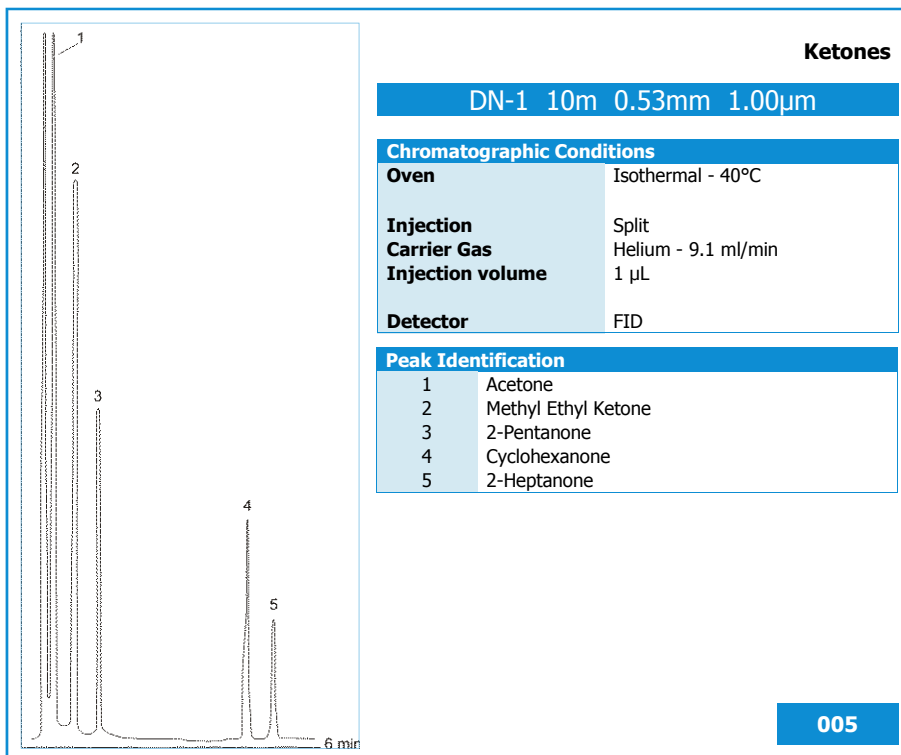 1
2
3
4
5
6 min
Ketones
DN-1 10m 0.53mm 1.00µm
Chromatographic Conditions
Oven Isothermal - 40°C
Injection Split
Carrier Gas Helium - 9.1 ml/min
Injection volume 1 µL
Detector FID
Peak Identification
1 Acetone
2 Methyl Ethyl Ketone
3 2-Pentanone
4 Cyclohexanone
5 2-Heptanone
005